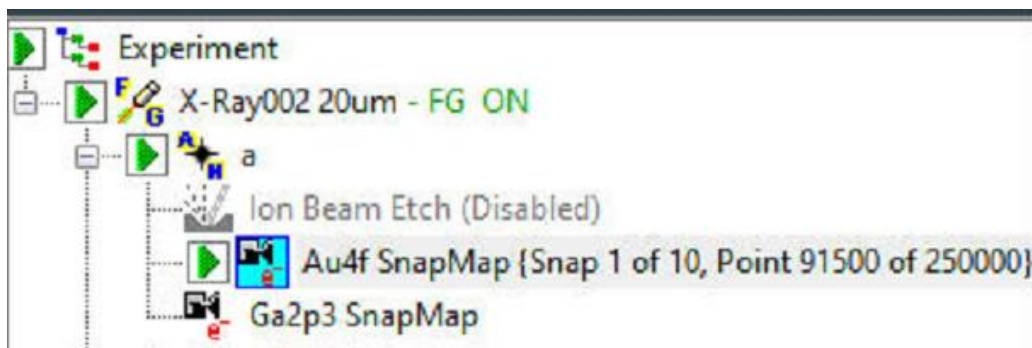 Experiment
F G X-Ray002 20um - FG ON
A H a
Ion Beam Etch (Disabled)
e- Au4f SnapMap {Snap 1 of 10, Point 91500 of 250000}
e- Ga2p3 SnapMap